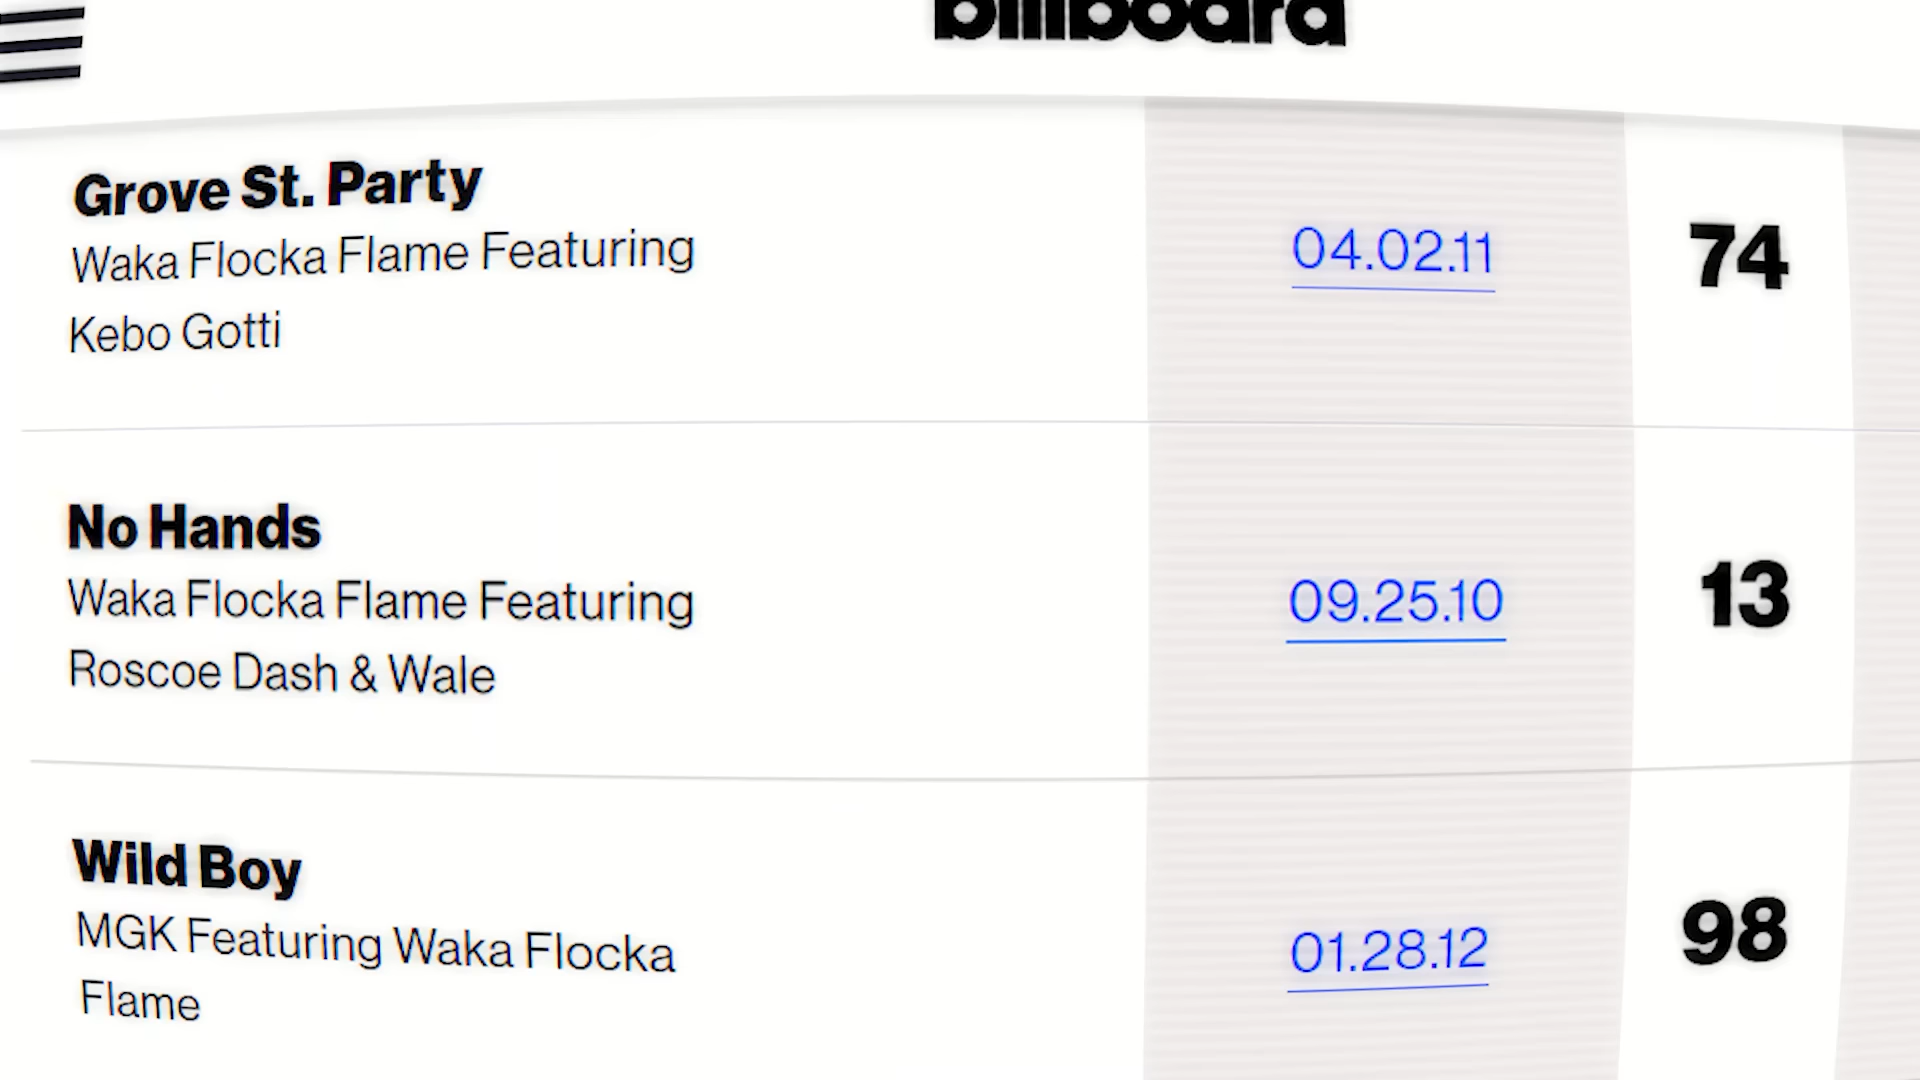 billboard
Grove St. Party
Waka Flocka Flame Featuring
Kebo Gotti
04.02.11
74
No Hands
Waka Flocka Flame Featuring
Roscoe Dash & Wale
09.25.10
13
Wild Boy
MGK Featuring Waka Flocka
Flame
01.28.12
98